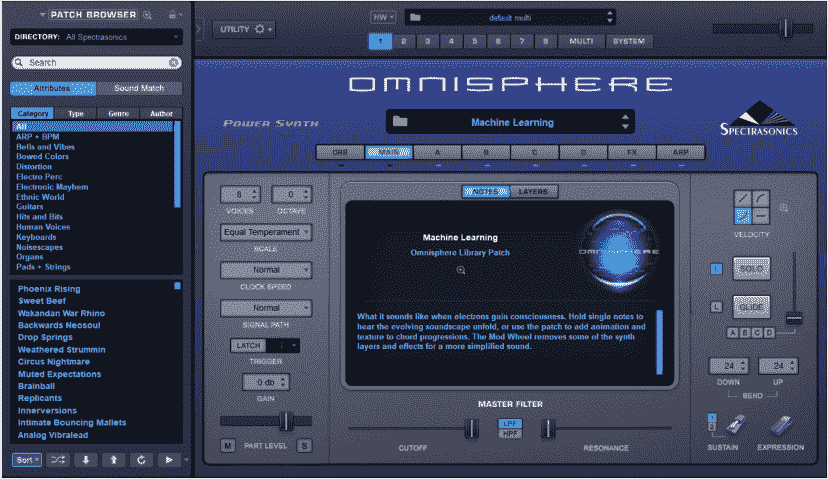 PATCH BROWSER
DIRECTORY: All Spectrasonics
Search
Attributes
Sound Match
Category
Type
Genre
Author
All
ARP + BPM
Bells and Vibes
Bowed Colors
Distortion
Electro Perc
Electronic Mayhem
Ethnic World
Guitars
Hits and Bits
Human Voices
Keyboards
Noisescapes
Organs
Pads + Strings
Phoenix Rising
Sweet Beef
Wakandan War Rhino
Backwards Neosoul
Drop Springs
Weathered Strummin
Circus Nightmare
Muted Expectations
Brainball
Replicants
Innerversions
Intimate Bouncing Mallets
Analog Vibralead
Sort
UTILITY
HW
default multi
1 2 3 4 5 6 7 8 MULTI SYSTEM
OMNISPHERE
POWER SYNTH
Machine Learning
SPECTRASONICS
ORB MAIN A B C D FX ARP
8
0
VOICES
OCTAVE
Equal Temperament
SCALE
Normal
CLOCK SPEED
Normal
SIGNAL PATH
LATCH
TRIGGER
0 db
GAIN
M PART LEVEL S
NOTES LAYERS
Machine Learning
Omnisphere Library Patch
OMNISPHERE
What it sounds like when electrons gain consciousness. Hold single notes to
hear the evolving soundscape unfold, or use the patch to add animation and
texture to chord progressions. The Mod Wheel removes some of the synth
layers and effects for a more simplified sound.
MASTER FILTER
LPF
HPF
CUTOFF
RESONANCE
VELOCITY
SOLO
L
GLIDE
A B C D
24
24
DOWN
UP
BEND
1
2
SUSTAIN
EXPRESSION